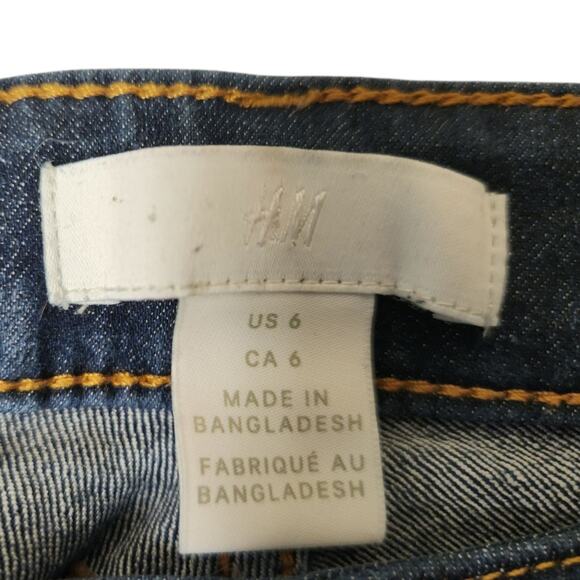 H&M
US 6
CA 6
MADE IN
BANGLADESH
FABRIQUÉ AU
BANGLADESH